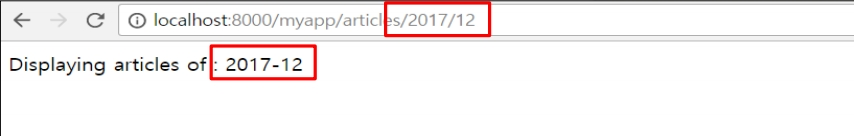 localhost:8000/myapp/articles/2017/12
Displaying articles of : 2017-12